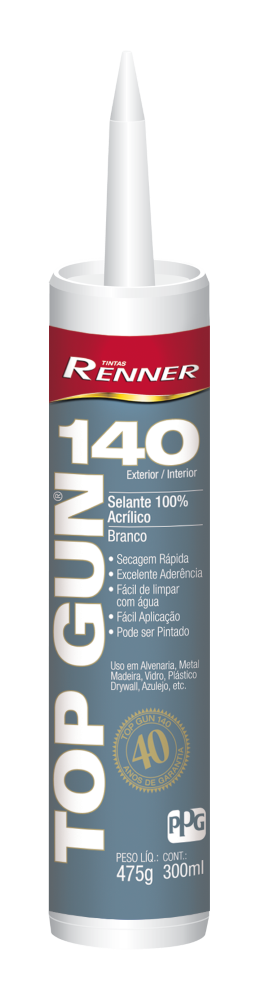 TINTAS
RENNER
TOP GUN® 140
Exterior / Interior
Selante 100%
Acrílico
Branco
• Secagem Rápida
• Excelente Aderência
• Fácil de limpar
com água
• Fácil Aplicação
• Pode ser Pintado
Uso em Alvenaria, Metal
Madeira, Vidro, Plástico
Drywall, Azulejo, etc.
TOP GUN 140
40
ANOS DE GARANTIA
PPG
PESO LÍQ.: CONT.:
475g 300ml